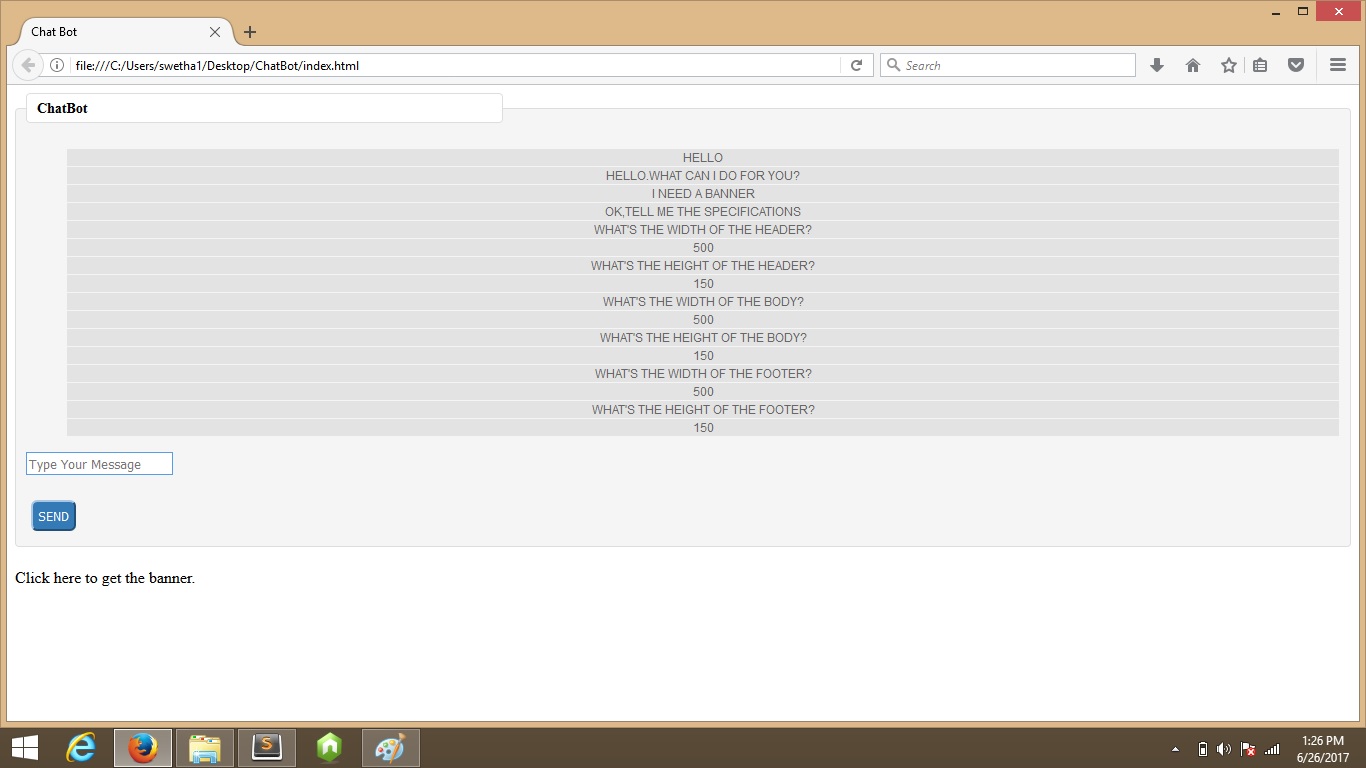 Chat Bot
file:///C:/Users/swetha1/Desktop/ChatBot/index.html
Search
ChatBot
HELLO
HELLO.WHAT CAN I DO FOR YOU?
I NEED A BANNER
OK,TELL ME THE SPECIFICATIONS
WHAT'S THE WIDTH OF THE HEADER?
500
WHAT'S THE HEIGHT OF THE HEADER?
150
WHAT'S THE WIDTH OF THE BODY?
500
WHAT'S THE HEIGHT OF THE BODY?
150
WHAT'S THE WIDTH OF THE FOOTER?
500
WHAT'S THE HEIGHT OF THE FOOTER?
150
Type Your Message
SEND
Click here to get the banner.
1:26 PM
6/26/2017